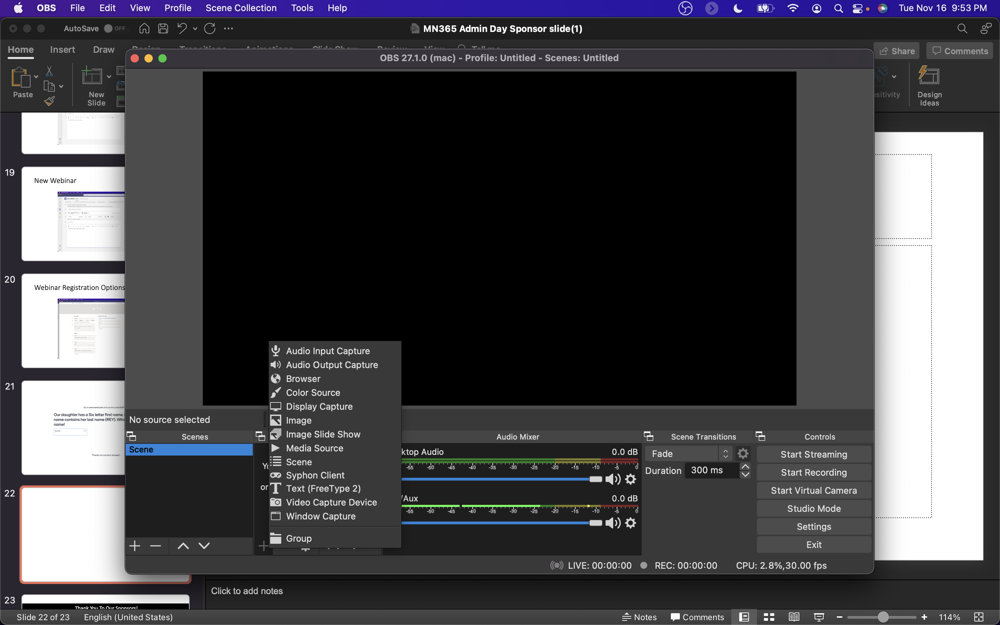 OBS File Edit View Profile Scene Collection Tools Help Tue Nov 16 9:53 PM
AutoSave OFF MN365 Admin Day Sponsor slide(1)
Home Insert Draw Design Transitions Animations Slide Show Review View Tell me Share Comments
OBS 27.1.0 (mac) - Profile: Untitled - Scenes: Untitled
Paste New Slide sitivity Design Ideas
19
New Webinar
20
Webinar Registration Options
21
Go to www.menti.com and use the code 22 67
Our daughter has a Six letter first name,
name contains her last name (REY). Who
name!
There's no correct answer!
22
23
Thank You To Our Sponsors!
Audio Input Capture
Audio Output Capture
Browser
Color Source
Display Capture
Image
Image Slide Show
Media Source
Scene
Syphon Client
Text (FreeType 2)
Video Capture Device
Window Capture
Group
No source selected
Scenes
Scene
Yo
or
Audio Mixer
ktop Audio 0.0 dB
-55 -50 -45 -40 -35 -30 -25 -20 -15 -10 -5 0
/Aux 0.0 dB
-55 -50 -45 -40 -35 -30 -25 -20 -15 -10 -5 0
Scene Transitions
Fade
Duration 300 ms
Controls
Start Streaming
Start Recording
Start Virtual Camera
Studio Mode
Settings
Exit
LIVE: 00:00:00 REC: 00:00:00 CPU: 2.8%,30.00 fps
Click to add notes
Slide 22 of 23 English (United States) Notes Comments 114%